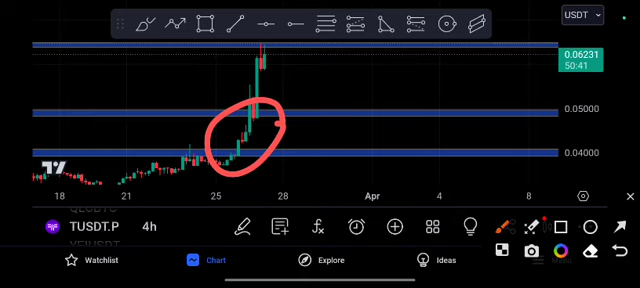 USDT
0.06231
50:41
0.05000
0.04000
18 21 25 28 Apr 4 8
TUSDT.P 4h
Watchlist Chart Explore Ideas